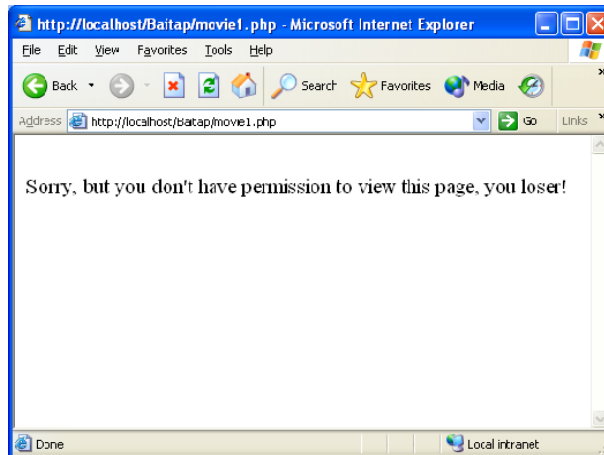 http://localhost/Baitap/movie1.php - Microsoft Internet Explorer
File Edit View Favorites Tools Help
Back Search Favorites Media
Address http://localhost/Baitap/movie1.php Go Links
Sorry, but you don't have permission to view this page, you loser!
Done Local intranet